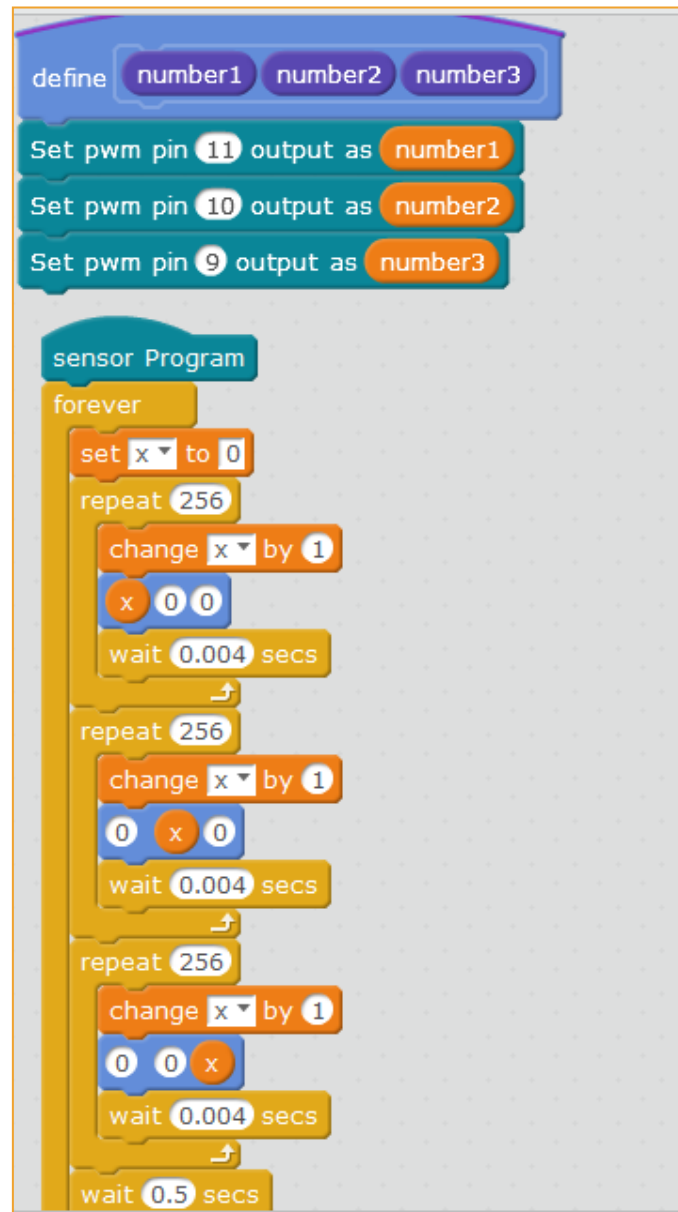 define number1 number2 number3
Set pwm pin 11 output as number1
Set pwm pin 10 output as number2
Set pwm pin 9 output as number3
sensor Program
forever
set x to 0
repeat 256
change x by 1
x 0 0
wait 0.004 secs
repeat 256
change x by 1
0 x 0
wait 0.004 secs
repeat 256
change x by 1
0 0 x
wait 0.004 secs
wait 0.5 secs